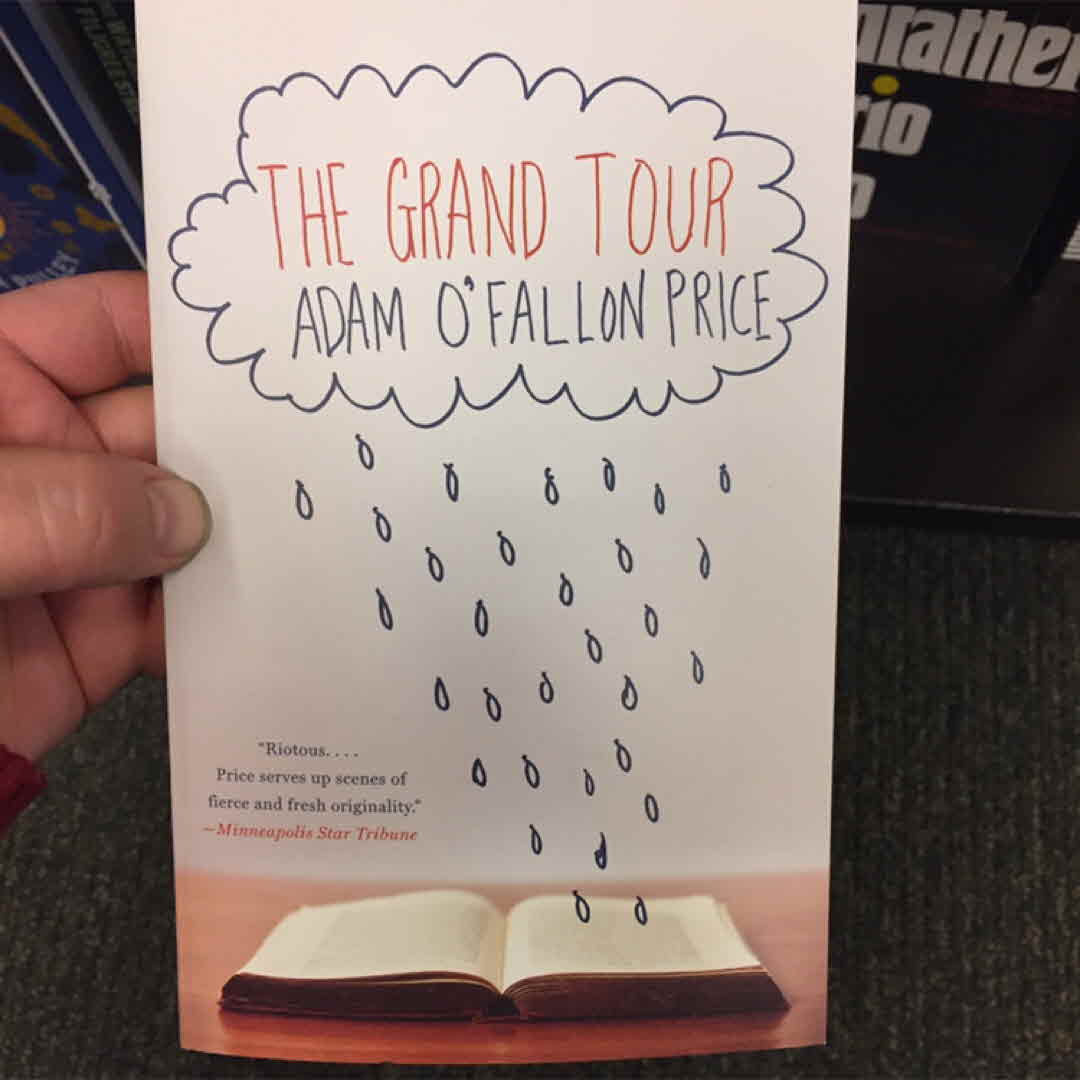 THE GRAND TOUR
ADAM O'FALLON PRICE
"Riotous. . . .
Price serves up scenes of
fierce and fresh originality."
—Minneapolis Star Tribune